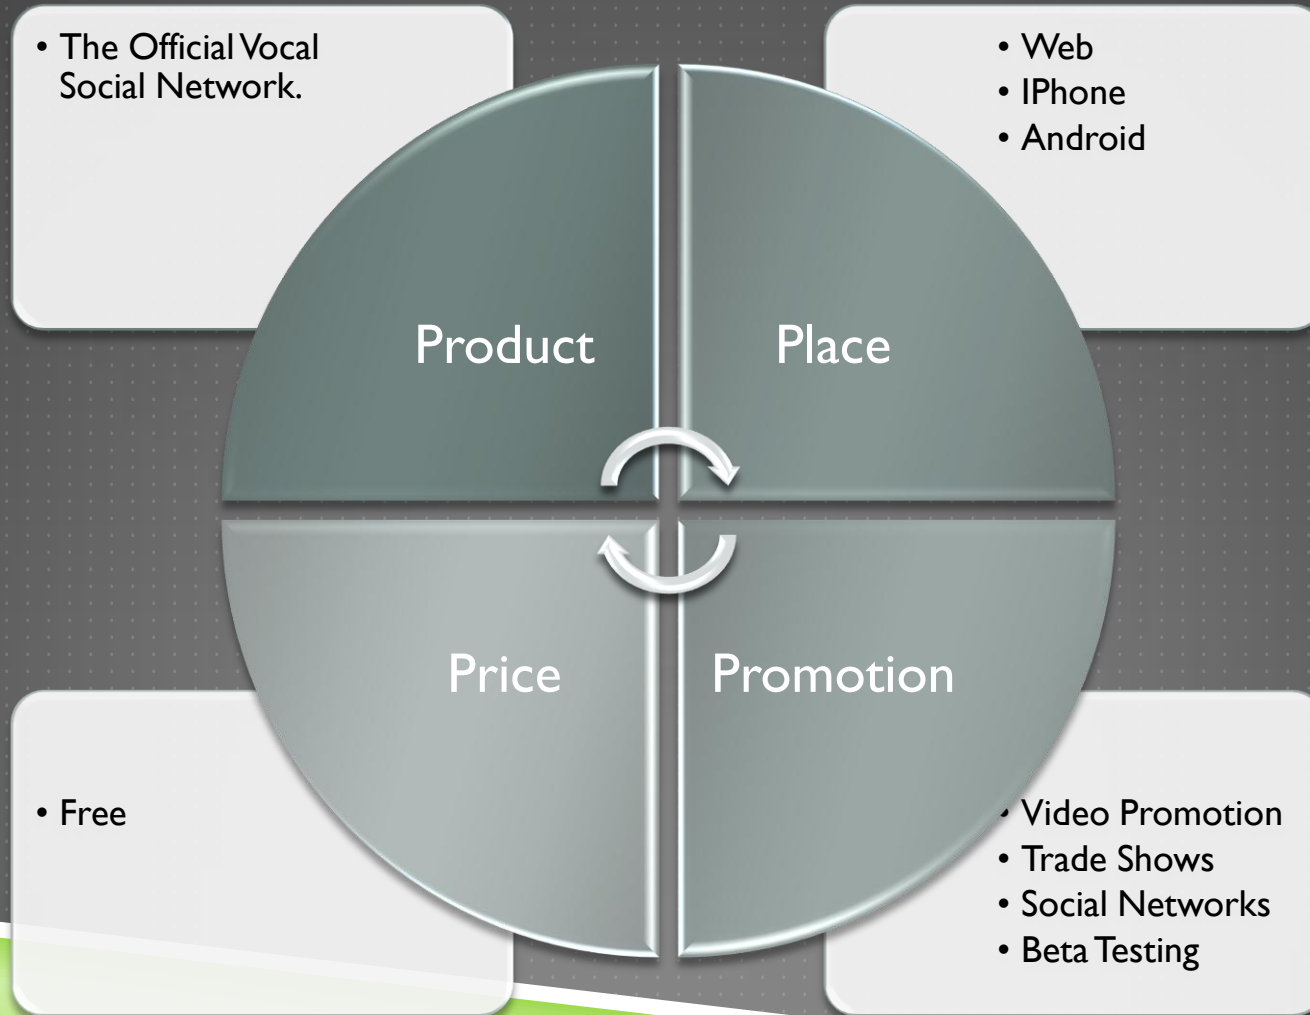 • The Official Vocal
Social Network.
• Web
• IPhone
• Android
Product
Place
Price
Promotion
• Free
• Video Promotion
• Trade Shows
• Social Networks
• Beta Testing